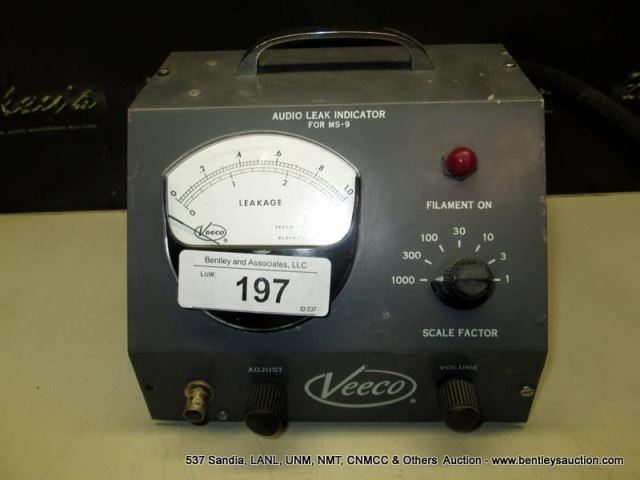 AUDIO LEAK INDICATOR
FOR MS-9
0 .2 .4 .6 .8 1.0
0 1 2
LEAKAGE
Veeco
Bentley and Associates, LLC
Lot#:
197
ID:537
FILAMENT ON
1000 300 100 30 10 3 1
SCALE FACTOR
ADJUST
Veeco
VOLUME
537 Sandia, LANL, UNM, NMT, CNMCC & Others Auction - www.bentleysauction.com